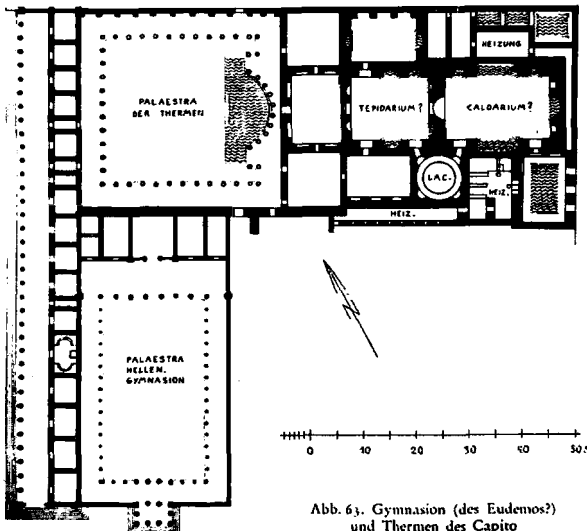 HEIZUNG
PALAESTRA
DER THERMEN
TEPIDARIUM?
CALDARIUM?
LAC.
HEIZ.
HEIZ.
PALAESTRA
HELLEN.
GYMNASION
0 10 20 30 40 50
Abb. 63. Gymnasion (des Eudemos?)
und Thermen des Capito